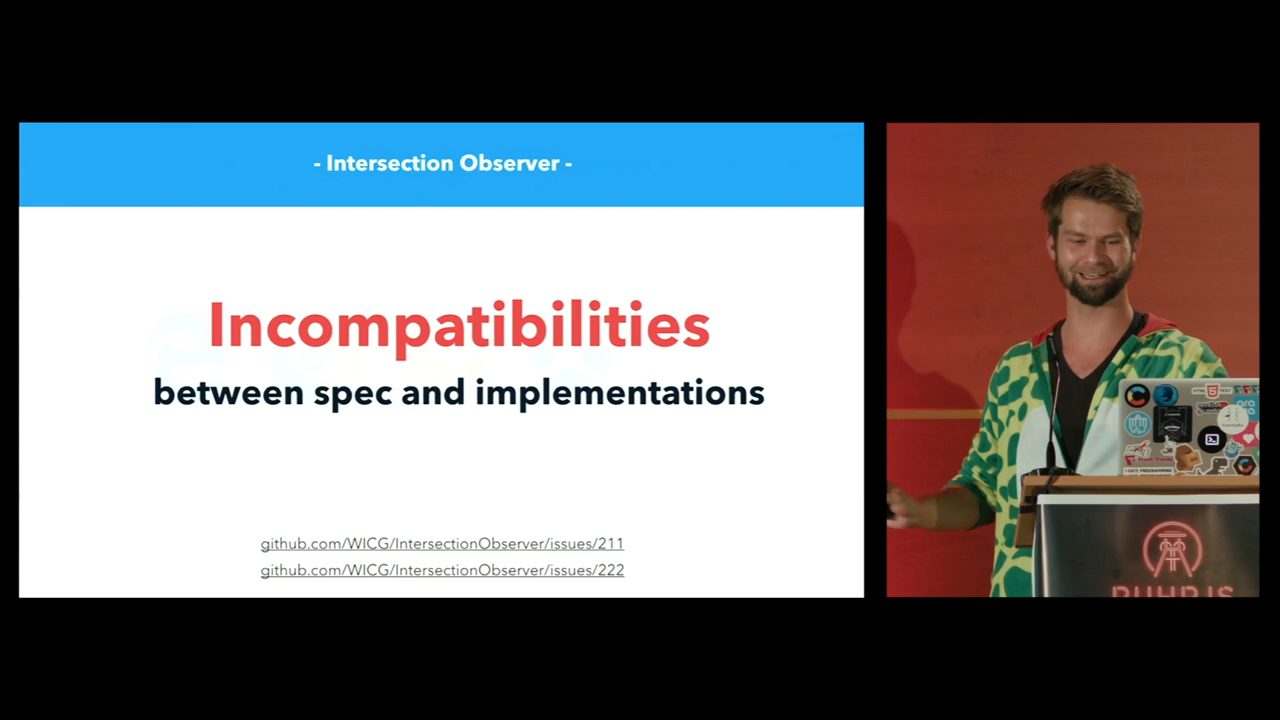 - Intersection Observer -
Incompatibilities
between spec and implementations
github.com/WICG/IntersectionObserver/issues/211
github.com/WICG/IntersectionObserver/issues/222
RUHRJS